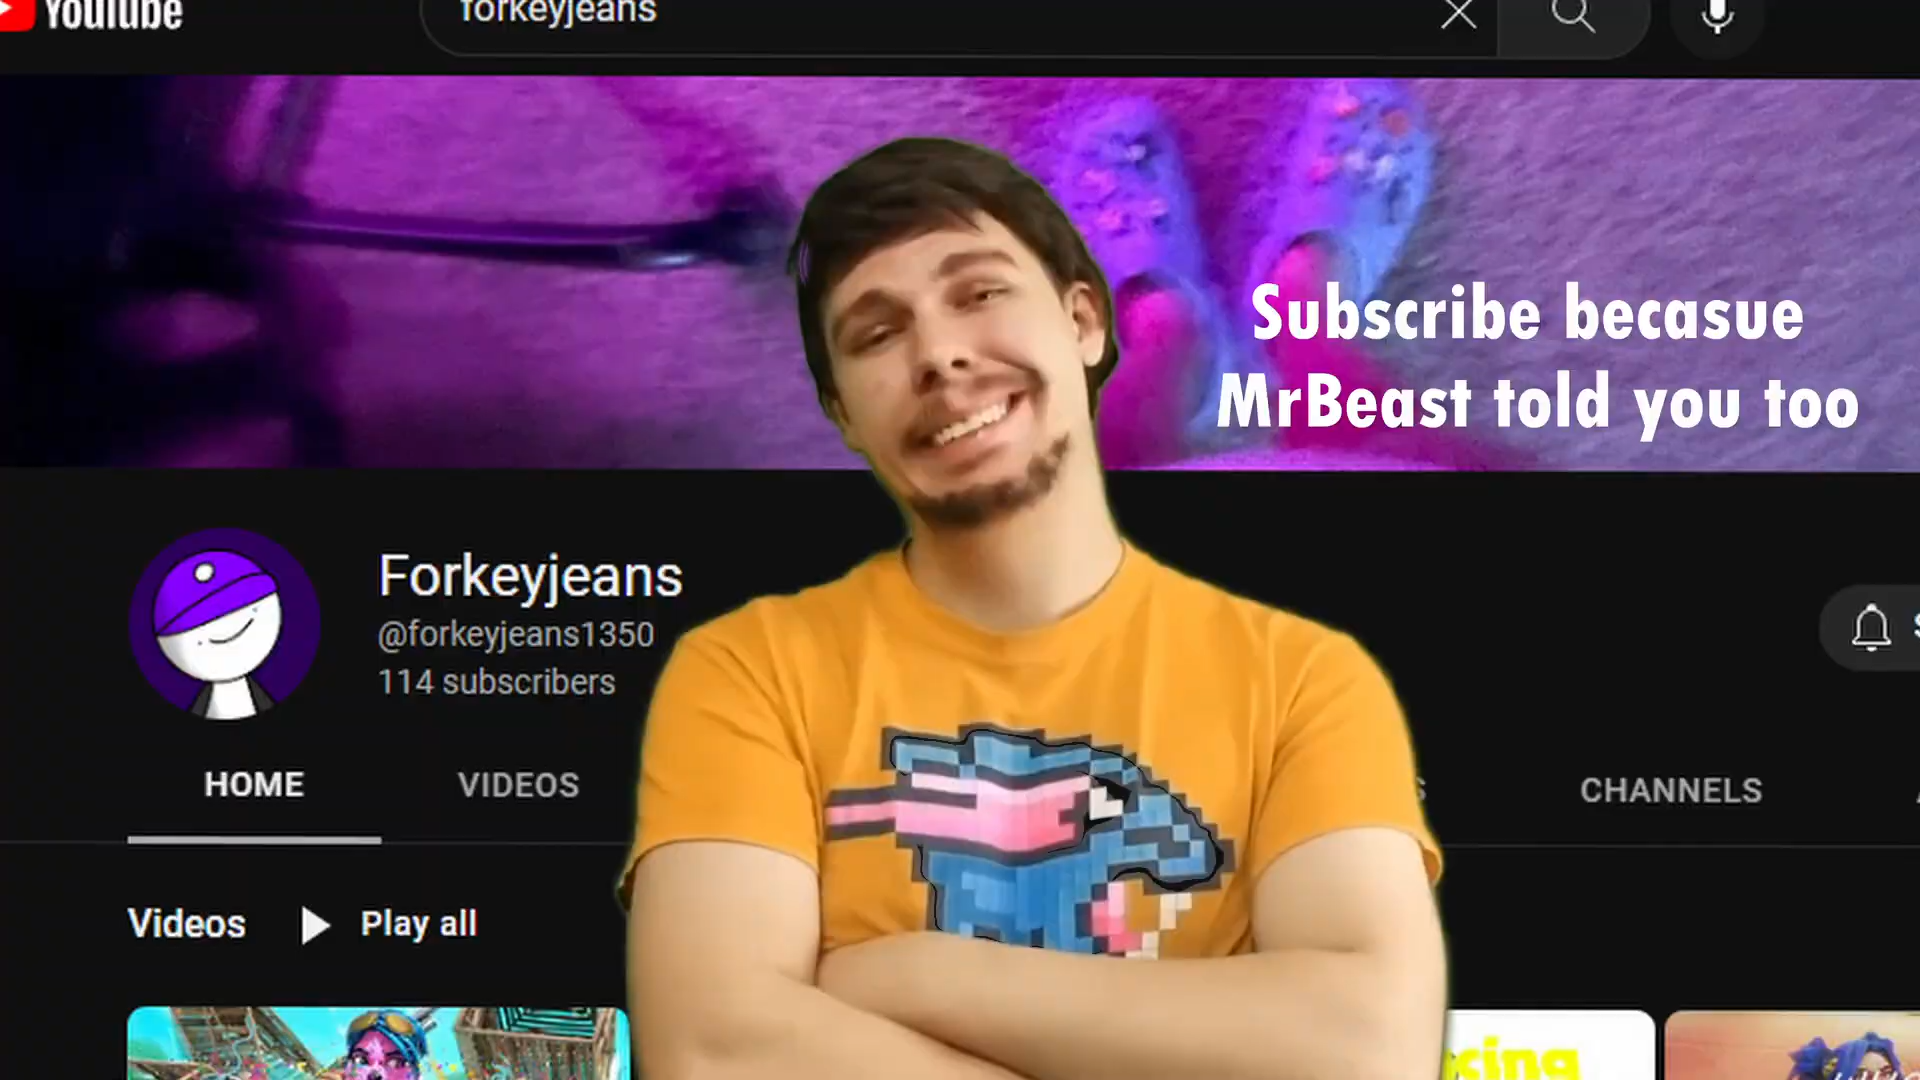 YouTube
forkeyjeans
Subscribe becasue
MrBeast told you too
Forkeyjeans
@forkeyjeans1350
114 subscribers
HOME VIDEOS CHANNELS
Videos Play all